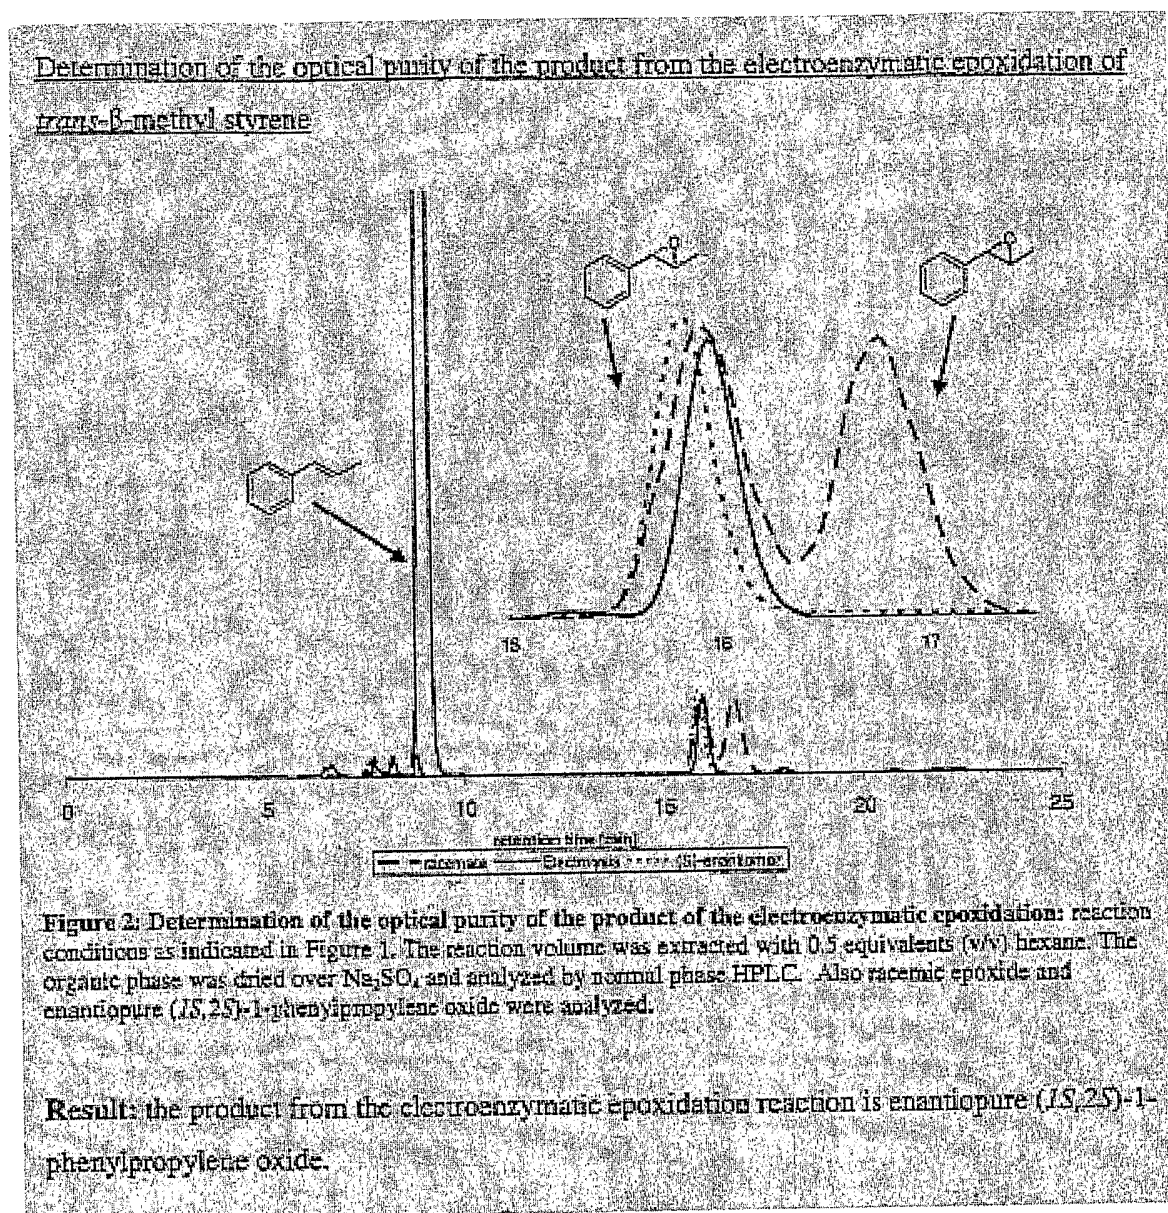 Determination of the optical purity of the product from the electroenzymatic epoxidation of
trans-β-methyl styrene
O
O
15
16
17
0
5
10
15
20
25
retention time [min]
racemate Electrolysis (S)-enantiomer
Figure 2: Determination of the optical purity of the product of the electroenzymatic epoxidation: reaction
conditions as indicated in Figure 1. The reaction volume was extracted with 0.5 equivalents (v/v) hexane. The
organic phase was dried over Na₂SO₄ and analyzed by normal phase HPLC. Also racemic epoxide and
enantiopure (1S,2S)-1-phenylpropylene oxide were analyzed.
Result: the product from the electroenzymatic epoxidation reaction is enantiopure (1S,2S)-1-
phenylpropylene oxide.